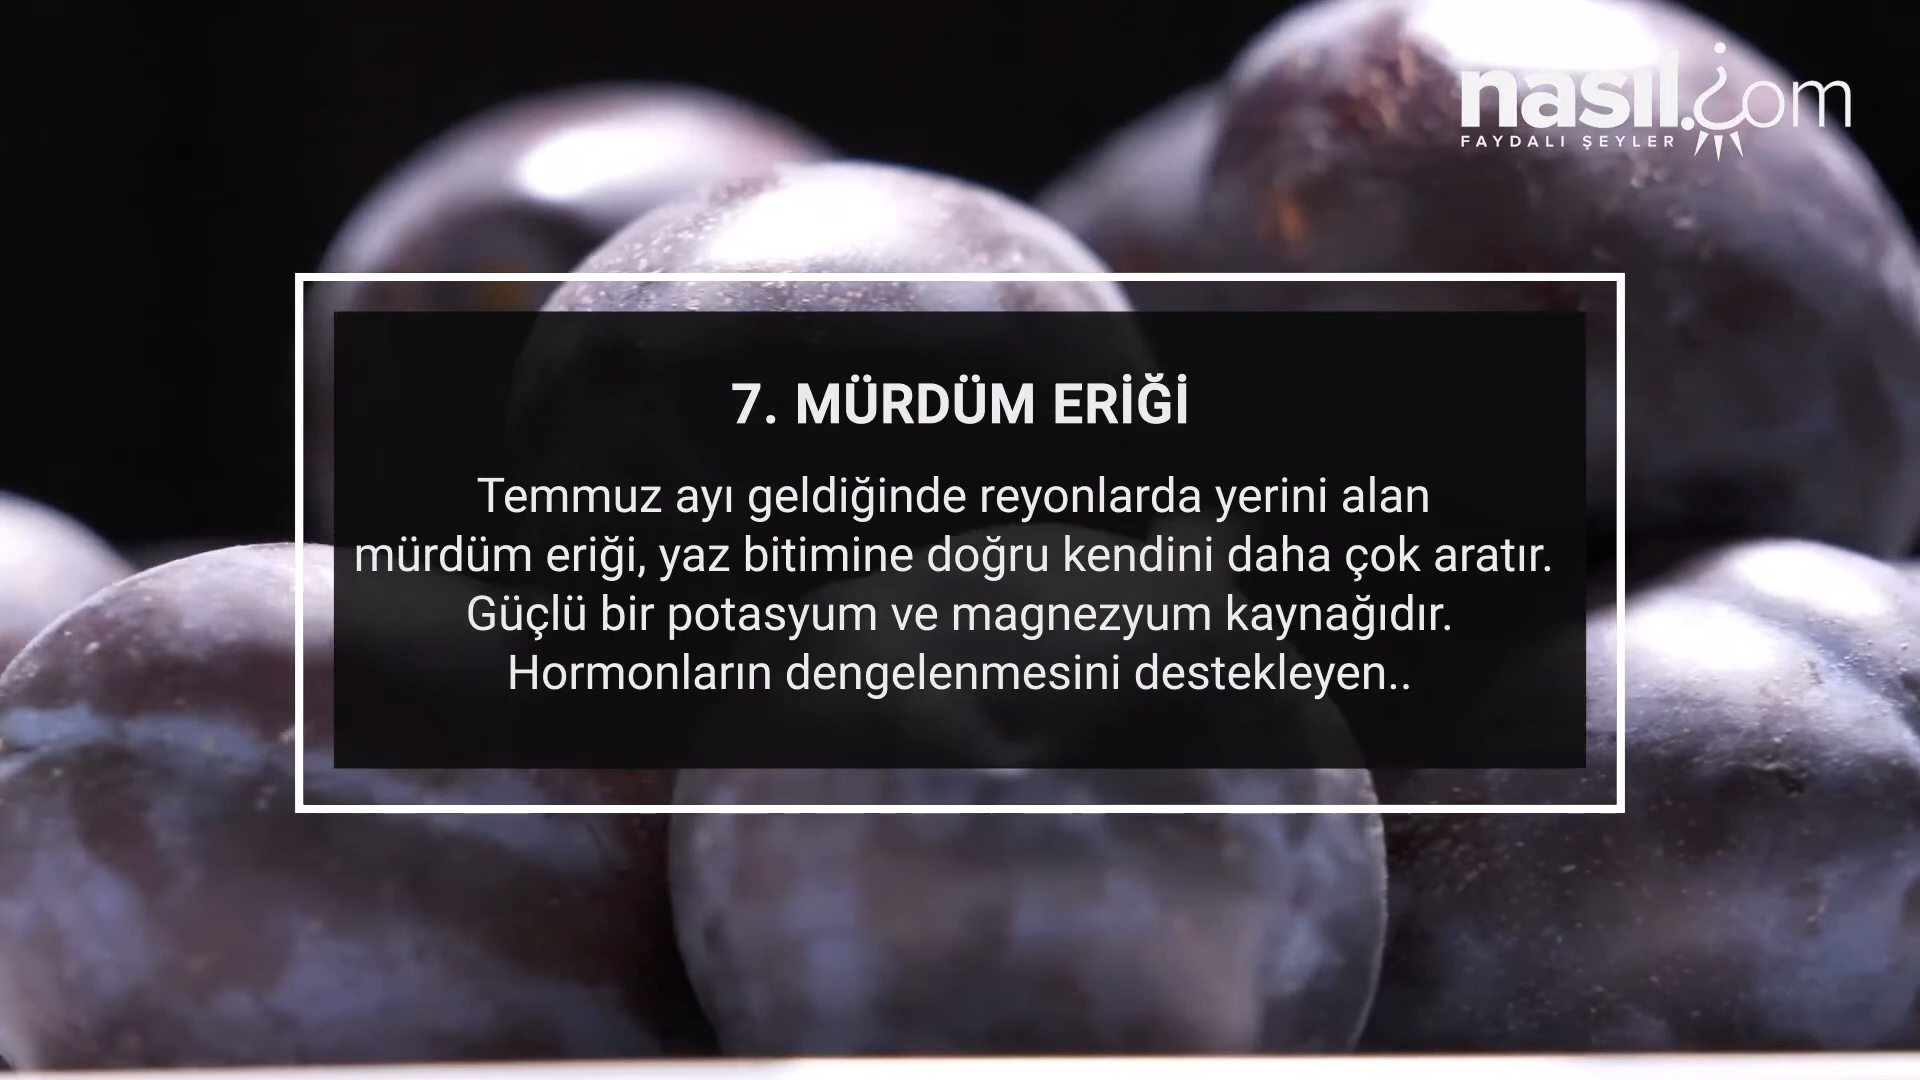 nasıl.com
FAYDALI ŞEYLER
7. MÜRDÜM ERİĞİ
Temmuz ayı geldiğinde reyonlarda yerini alan
mürdüm eriği, yaz bitimine doğru kendini daha çok aratır.
Güçlü bir potasyum ve magnezyum kaynağıdır.
Hormonların dengelenmesini destekleyen..